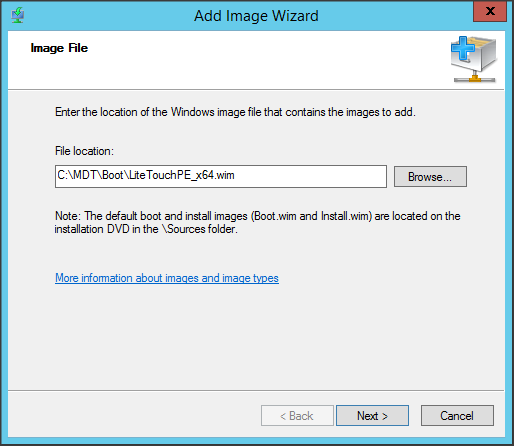 Add Image Wizard
X
Image File
Enter the location of the Windows image file that contains the images to add.
File location:
C:\MDT\Boot\LiteTouchPE_x64.wim
Browse...
Note: The default boot and install images (Boot.wim and Install.wim) are located on the
installation DVD in the \Sources folder.
More information about images and image types
< Back
Next >
Cancel